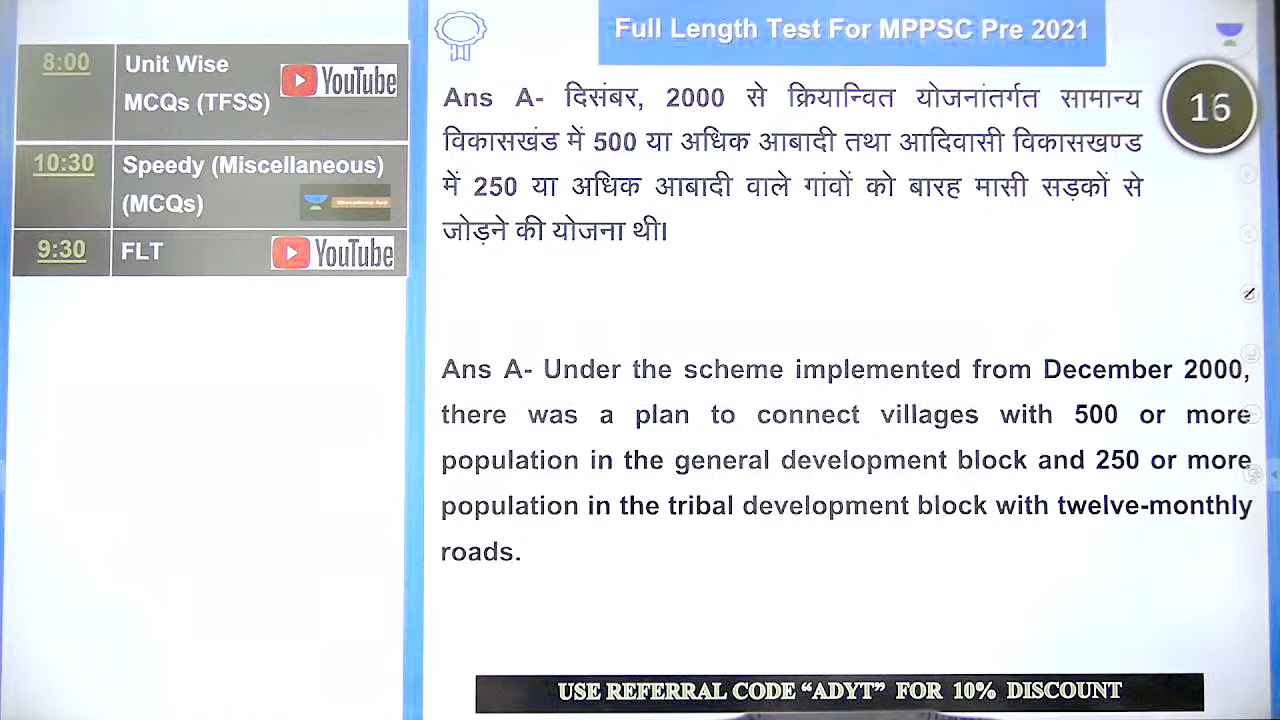 Full Length Test For MPPSC Pre 2021
8:00
Unit Wise
MCQs (TFSS)
YouTube
10:30
Speedy (Miscellaneous)
(MCQs)
9:30
FLT
YouTube
16
Ans A- दिसंबर, 2000 से क्रियान्वित योजनांतर्गत सामान्य
विकासखंड में 500 या अधिक आबादी तथा आदिवासी विकासखण्ड
में 250 या अधिक आबादी वाले गांवों को बारह मासी सड़कों से
जोड़ने की योजना थी।
Ans A- Under the scheme implemented from December 2000,
there was a plan to connect villages with 500 or more
population in the general development block and 250 or more
population in the tribal development block with twelve-monthly
roads.
USE REFERRAL CODE “ADYT” FOR 10% DISCOUNT